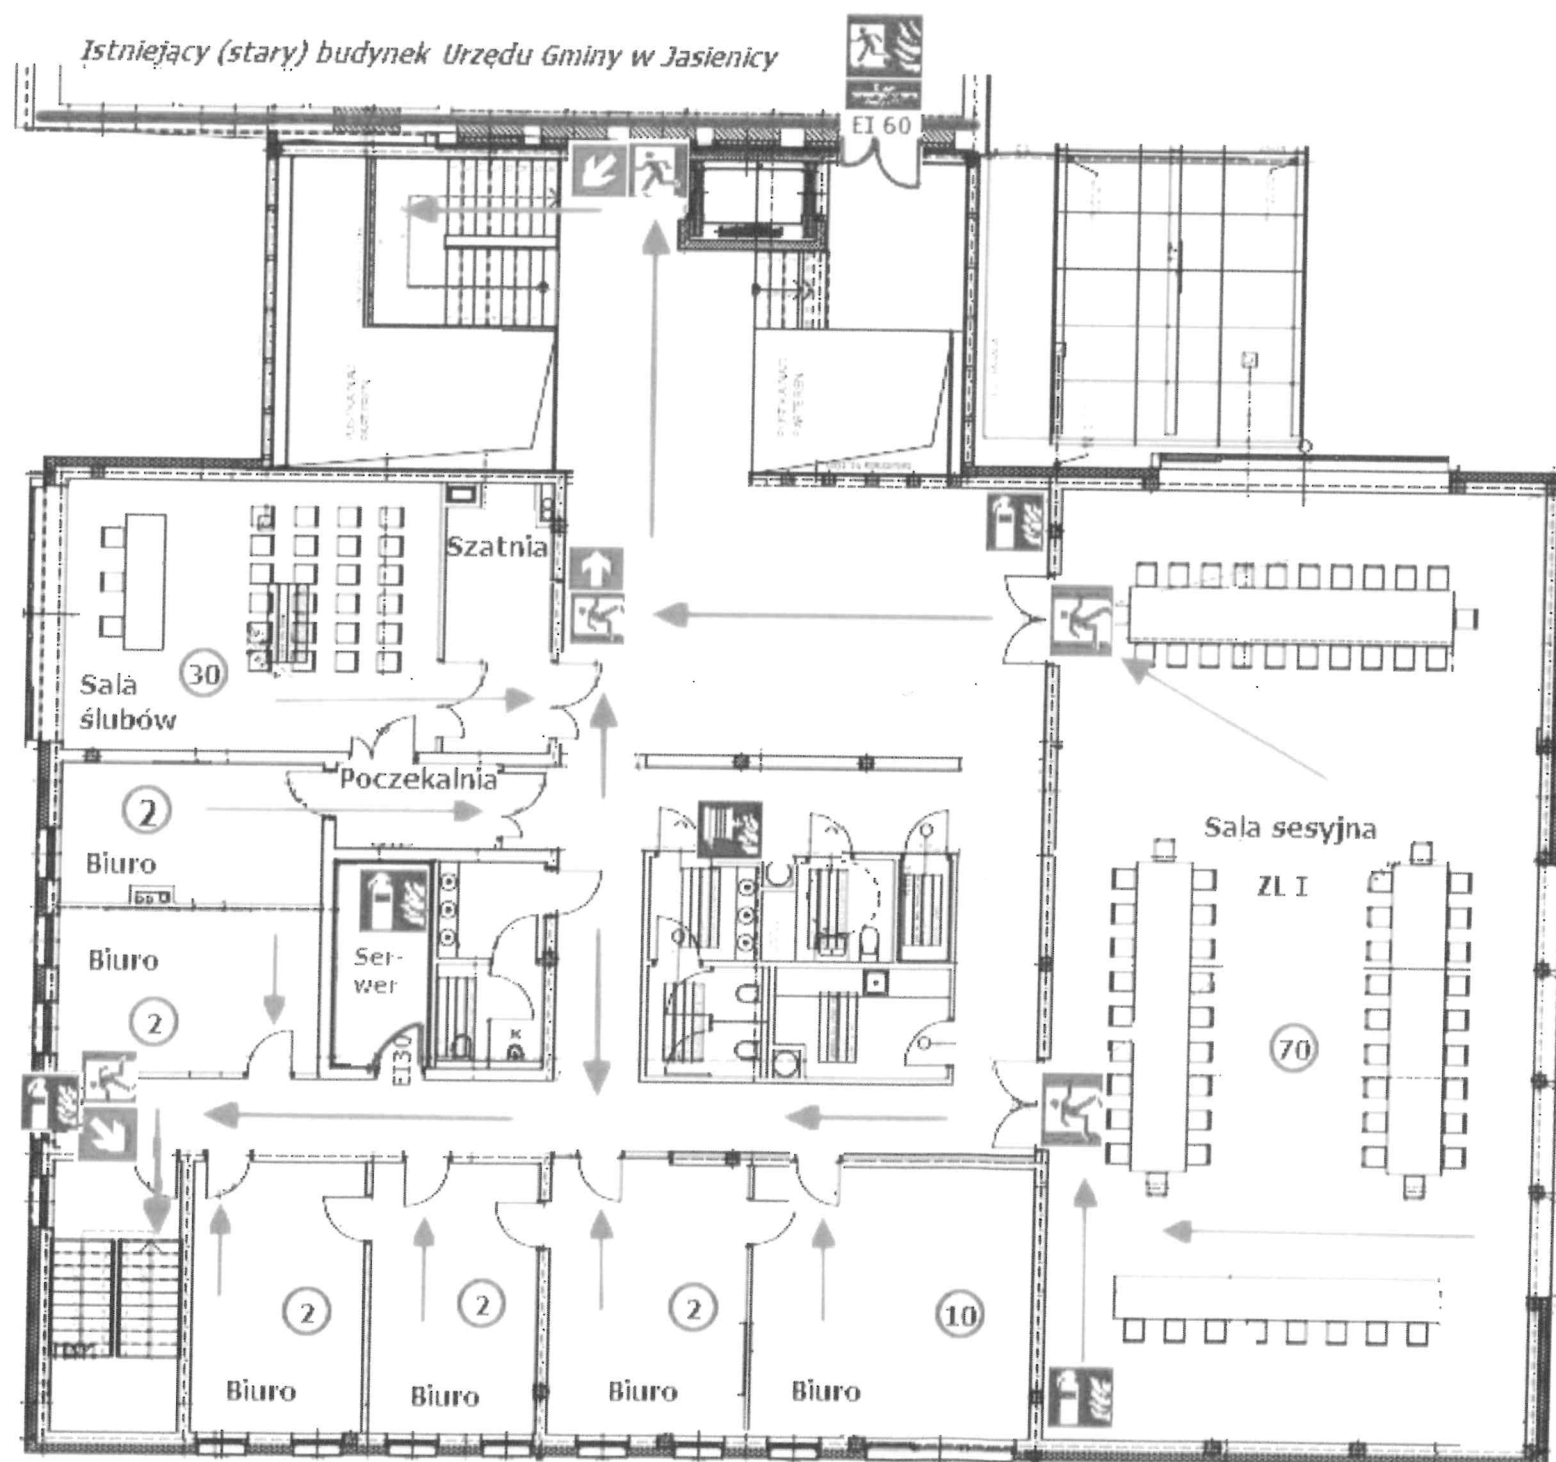 Istniejący (stary) budynek Urzędu Gminy w Jasienicy
EI 60
Szatnia
30
Sala
ślubów
Poczekalnia
2
Biuro
Sala sesyjna
ZL I
Biuro
Ser-
wer
2
EI30
70
K
2
2
2
10
Biuro
Biuro
Biuro
Biuro